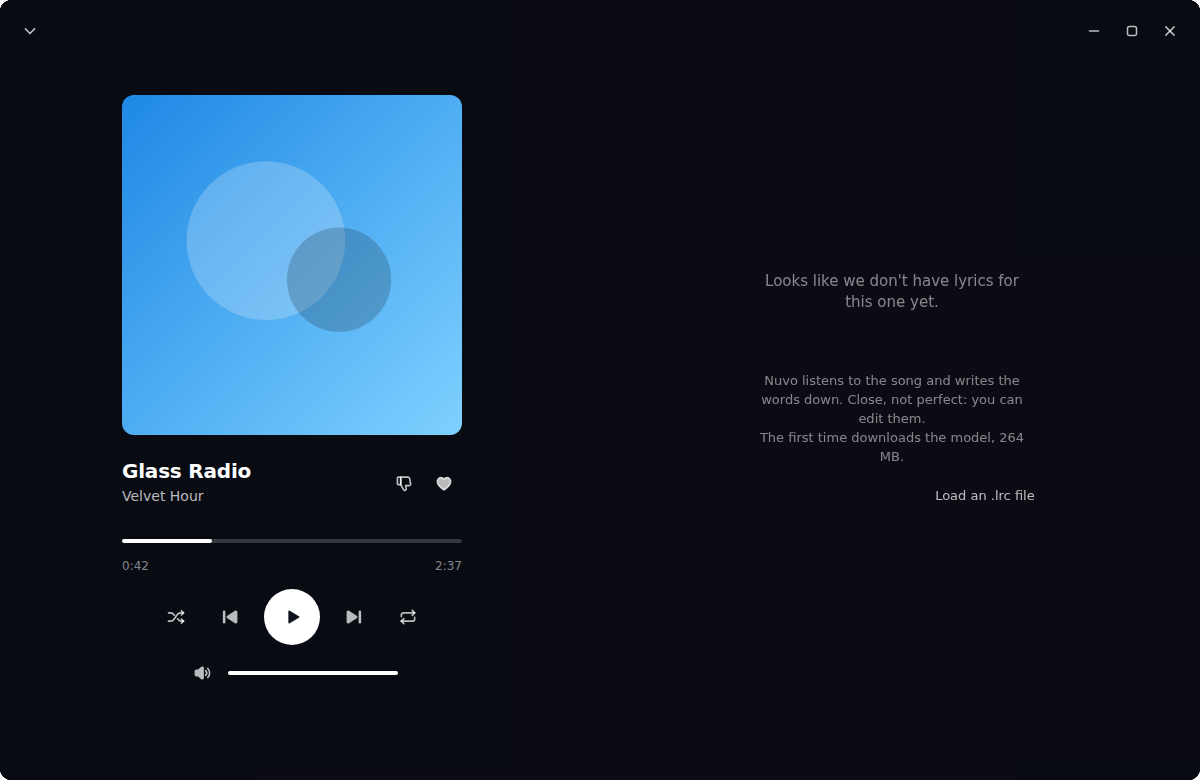 Glass Radio
Velvet Hour
0:42
2:37
Looks like we don't have lyrics for
this one yet.
Nuvo listens to the song and writes the
words down. Close, not perfect: you can
edit them.
The first time downloads the model, 264
MB.
Load an .lrc file